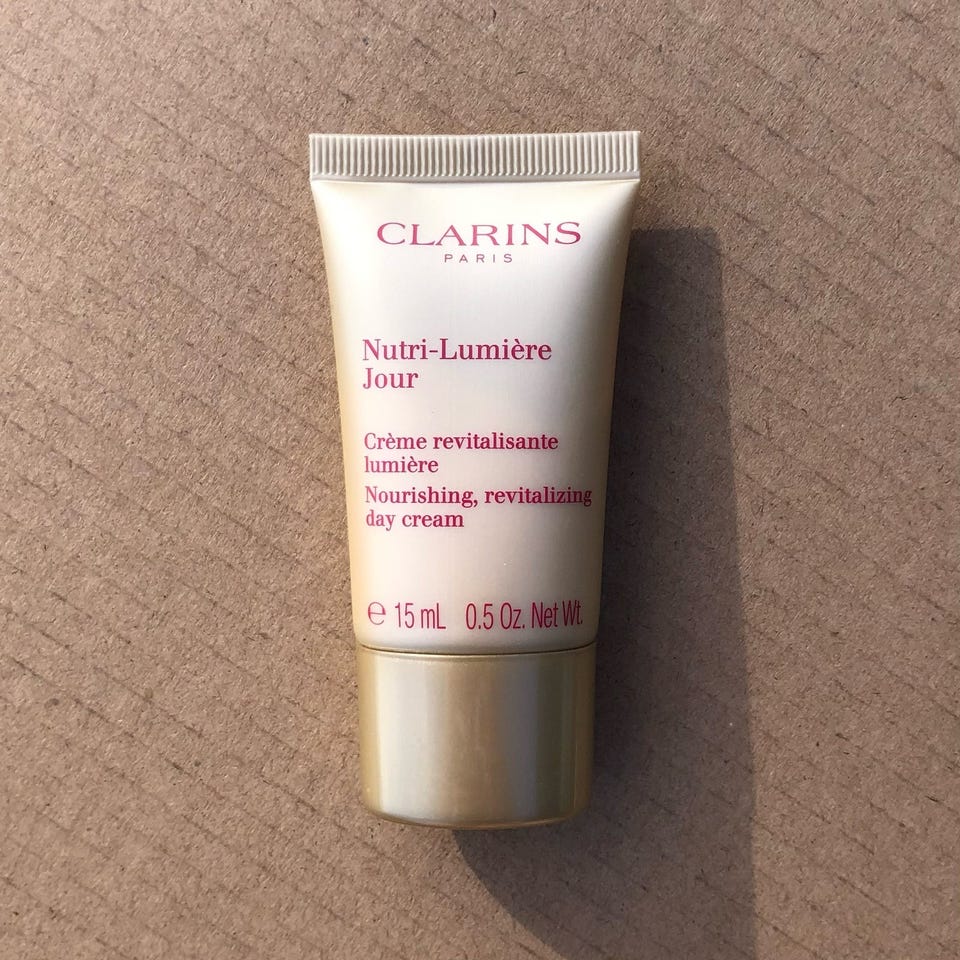 CLARINS
PARIS
Nutri-Lumière
Jour
Crème revitalisante
lumière
Nourishing, revitalizing
day cream
℮ 15 mL 0.5 Oz. Net Wt.